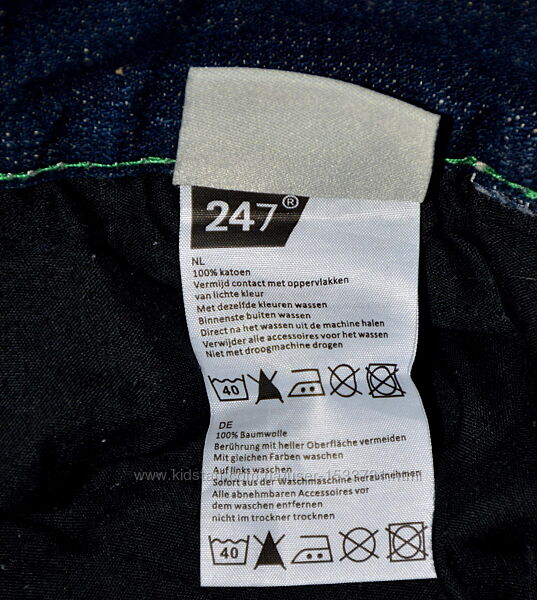 247®
NL
100% katoen
Vermijd contact met oppervlakken
van lichte kleur
Met dezelfde kleuren wassen
Binnenste buiten wassen
Direct na het wassen uit de machine halen
Verwijder alle accessoires voor het wassen
Niet met droogmachine drogen
40
DE
100% Baumwolle
Berührung mit heller Oberfläche vermeiden
Mit gleichen Farben waschen
Auf links waschen
Sofort aus der Waschmaschine herausnehmen
Alle abnehmbaren Accessoires vor
dem waschen entfernen
nicht im trockner trocknen
40